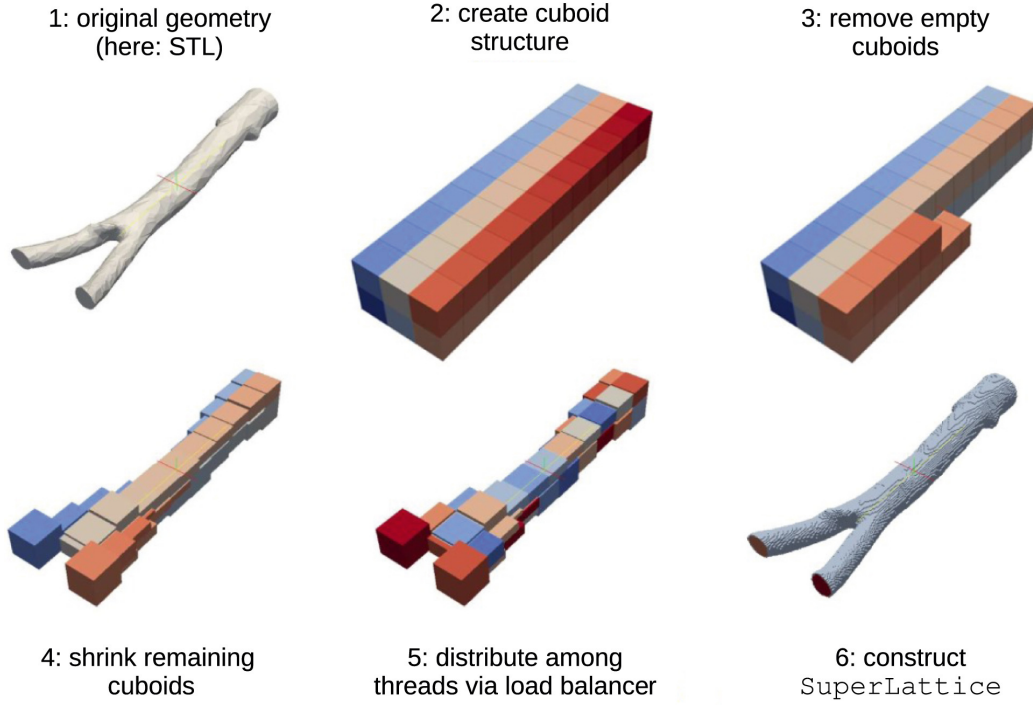 1: original geometry
(here: STL)
2: create cuboid
structure
3: remove empty
cuboids
4: shrink remaining
cuboids
5: distribute among
threads via load balancer
6: construct
SuperLattice